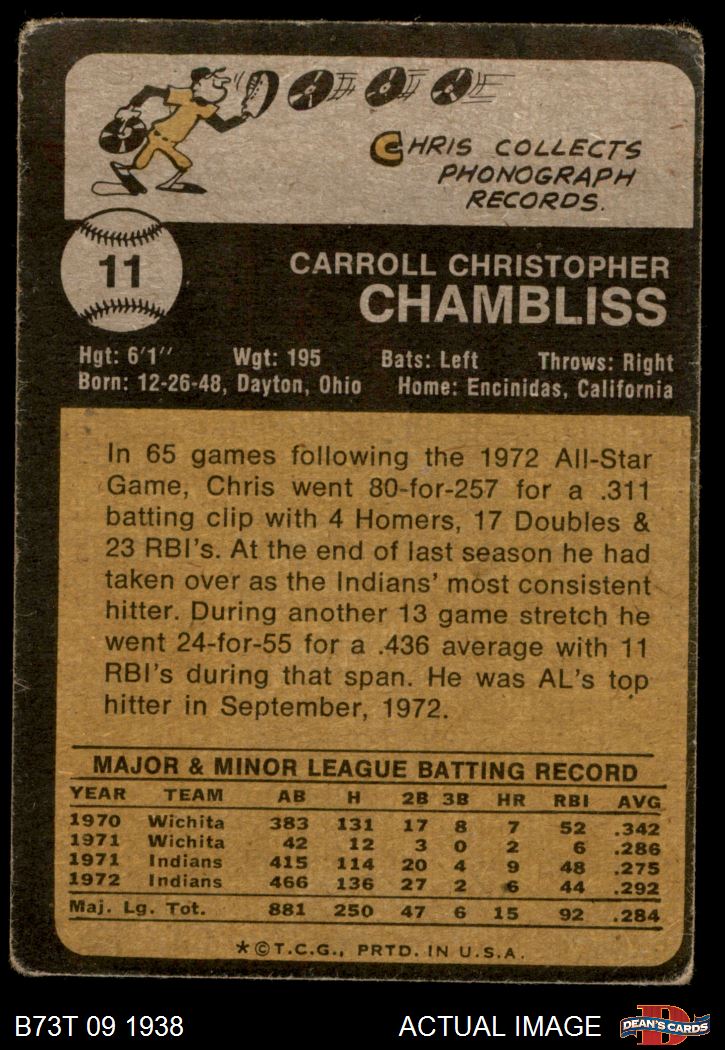 CHRIS COLLECTS
PHONOGRAPH
RECORDS.
11
CARROLL CHRISTOPHER
CHAMBLISS
Hgt: 6'1" Wgt: 195 Bats: Left Throws: Right
Born: 12-26-48, Dayton, Ohio Home: Encinidas, California
In 65 games following the 1972 All-Star
Game, Chris went 80-for-257 for a .311
batting clip with 4 Homers, 17 Doubles &
23 RBI's. At the end of last season he had
taken over as the Indians' most consistent
hitter. During another 13 game stretch he
went 24-for-55 for a .436 average with 11
RBI's during that span. He was AL's top
hitter in September, 1972.
MAJOR & MINOR LEAGUE BATTING RECORD
YEAR TEAM AB H 2B 3B HR RBI AVG
1970 Wichita 383 131 17 8 7 52 .342
1971 Wichita 42 12 3 0 2 6 .286
1971 Indians 415 114 20 4 9 48 .275
1972 Indians 466 136 27 2 6 44 .292
Maj. Lg. Tot. 881 250 47 6 15 92 .284
*©T.C.G., PRTD. IN U.S.A.
B73T 09 1938 ACTUAL IMAGE D DEAN'S CARDS